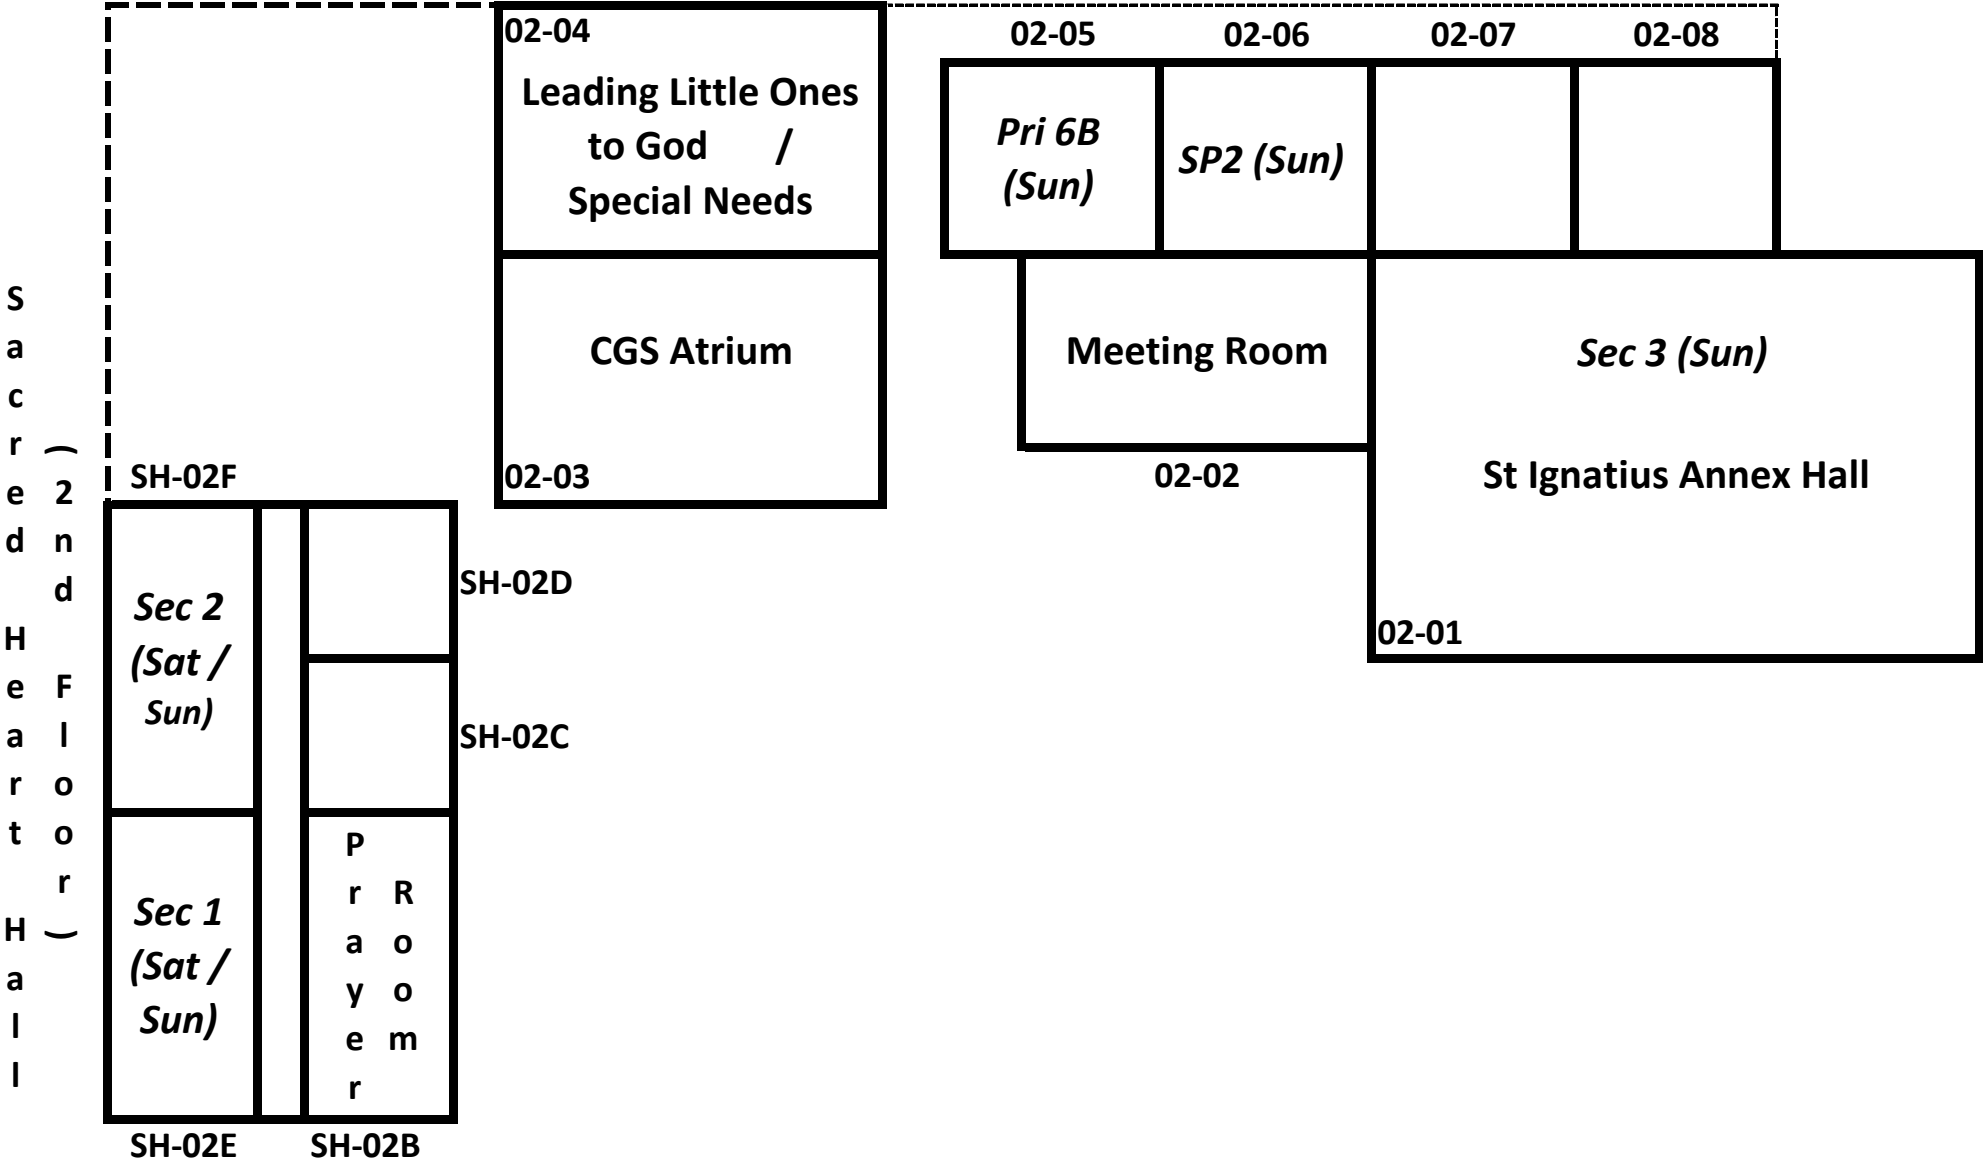 02-04
Leading Little Ones
to God /
Special Needs
02-05
02-06
02-07
02-08
Pri 6B
(Sun)
SP2 (Sun)
CGS Atrium
02-03
Meeting Room
02-02
Sec 3 (Sun)
St Ignatius Annex Hall
02-01
Sacred Heart Hall
(2nd Floor)
SH-02F
Sec 2
(Sat /
Sun)
SH-02D
SH-02C
Sec 1
(Sat /
Sun)
Prayer
Room
SH-02E
SH-02B